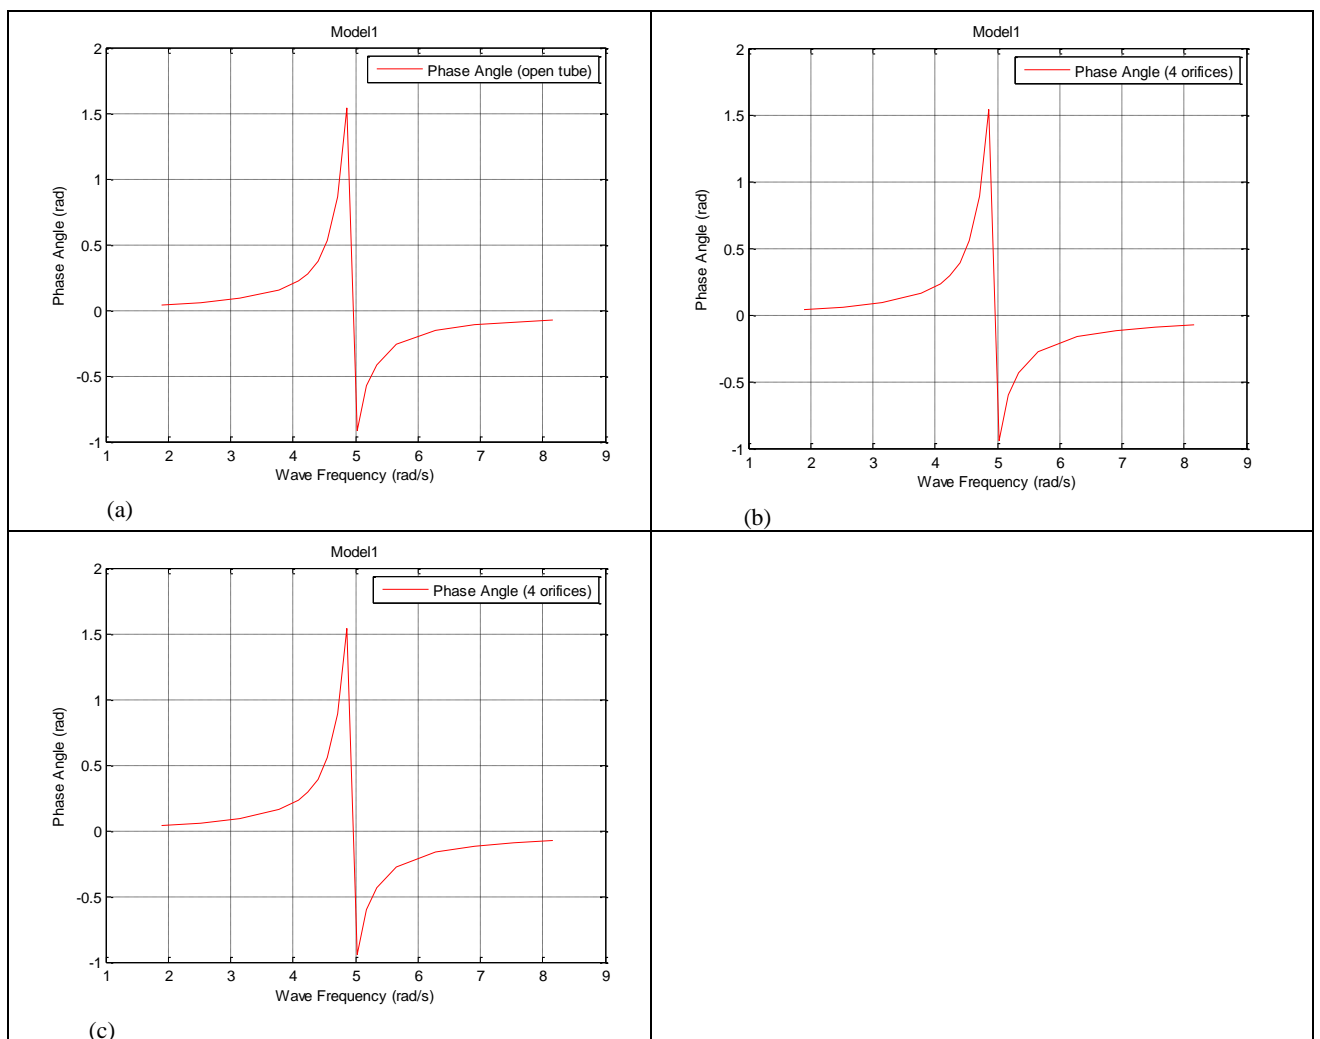 Model1
Phase Angle (open tube)
2
1.5
1
0.5
0
-0.5
-1
Phase Angle (rad)
1 2 3 4 5 6 7 8 9
Wave Frequency (rad/s)
(a)
Model1
Phase Angle (4 orifices)
2
1.5
1
0.5
0
-0.5
-1
Phase Angle (rad)
1 2 3 4 5 6 7 8 9
Wave Frequency (rad/s)
(b)
Model1
Phase Angle (4 orifices)
2
1.5
1
0.5
0
-0.5
-1
Phase Angle (rad)
1 2 3 4 5 6 7 8 9
Wave Frequency (rad/s)
(c)